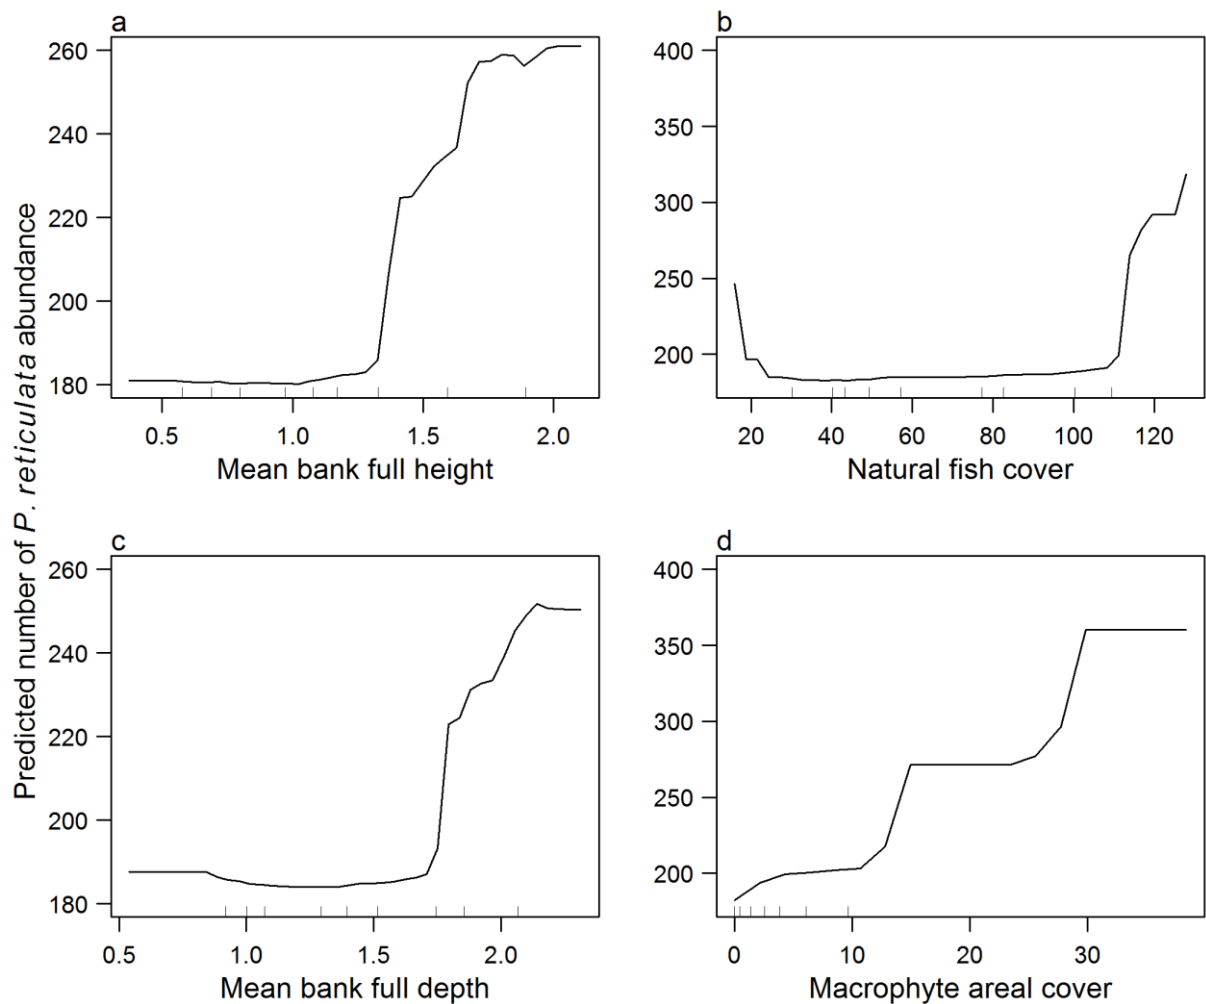 a
260
240
220
200
180
0.5 1.0 1.5 2.0
Mean bank full height
b
400
350
300
250
200
20 40 60 80 100 120
Natural fish cover
Predicted number of P. reticulata abundance
c
260
240
220
200
180
0.5 1.0 1.5 2.0
Mean bank full depth
d
400
350
300
250
200
0 10 20 30
Macrophyte areal cover